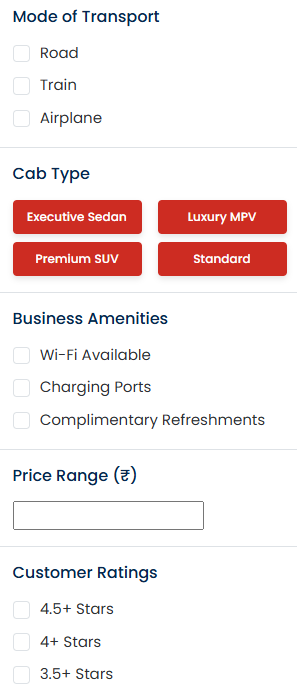 Mode of Transport
Road
Train
Airplane
Cab Type
Executive Sedan
Luxury MPV
Premium SUV
Standard
Business Amenities
Wi-Fi Available
Charging Ports
Complimentary Refreshments
Price Range (₹)
Customer Ratings
4.5+ Stars
4+ Stars
3.5+ Stars